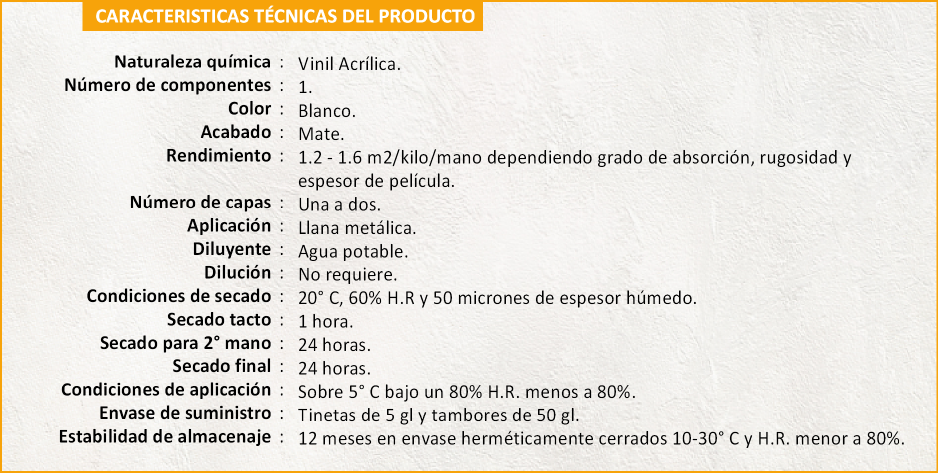 CARACTERISTICAS TÉCNICAS DEL PRODUCTO
Naturaleza química : Vinil Acrílica.
Número de componentes : 1.
Color : Blanco.
Acabado : Mate.
Rendimiento : 1.2 - 1.6 m2/kilo/mano dependiendo grado de absorción, rugosidad y
espesor de película.
Número de capas : Una a dos.
Aplicación : Llana metálica.
Diluyente : Agua potable.
Dilución : No requiere.
Condiciones de secado : 20° C, 60% H.R y 50 micrones de espesor húmedo.
Secado tacto : 1 hora.
Secado para 2° mano : 24 horas.
Secado final : 24 horas.
Condiciones de aplicación : Sobre 5° C bajo un 80% H.R. menos a 80%.
Envase de suministro : Tinetas de 5 gl y tambores de 50 gl.
Estabilidad de almacenaje : 12 meses en envase herméticamente cerrados 10-30° C y H.R. menor a 80%.